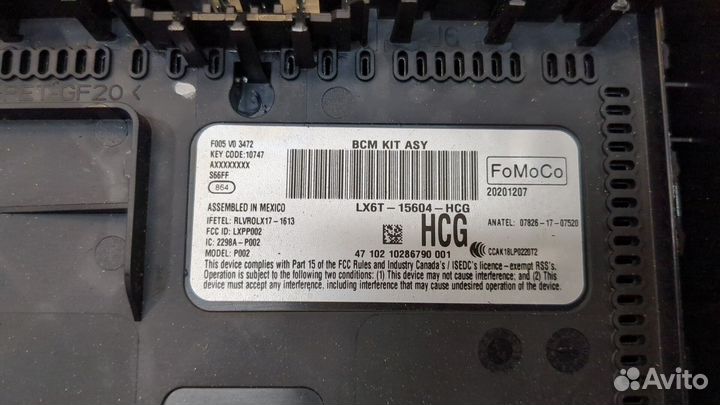 J6
PET-GF20<
F005 V0 3472
BCM KIT ASY
KEY CODE:10747
AXXXXXXXX
S66FF
864
FoMoCo
20201207
ASSEMBLED IN MEXICO
LX6T-15604-HCG
IFETEL: RLVROLX17-1613
HCG
ANATEL: 07826-17-07520
FCC ID: LXPP002
IC: 2298A-P002
MODEL: P002
47 102 10286790 001
CCAK18LP0220T2
This device complies with Part 15 of the FCC Rules and Industry Canada's / ISEDC's licence - exempt RSS's.
Operation is subject to the following two conditions: (1) This device may not cause interference; and (2) This device
must accept any interference, including interference that may cause undesired operation of the device.
Avito